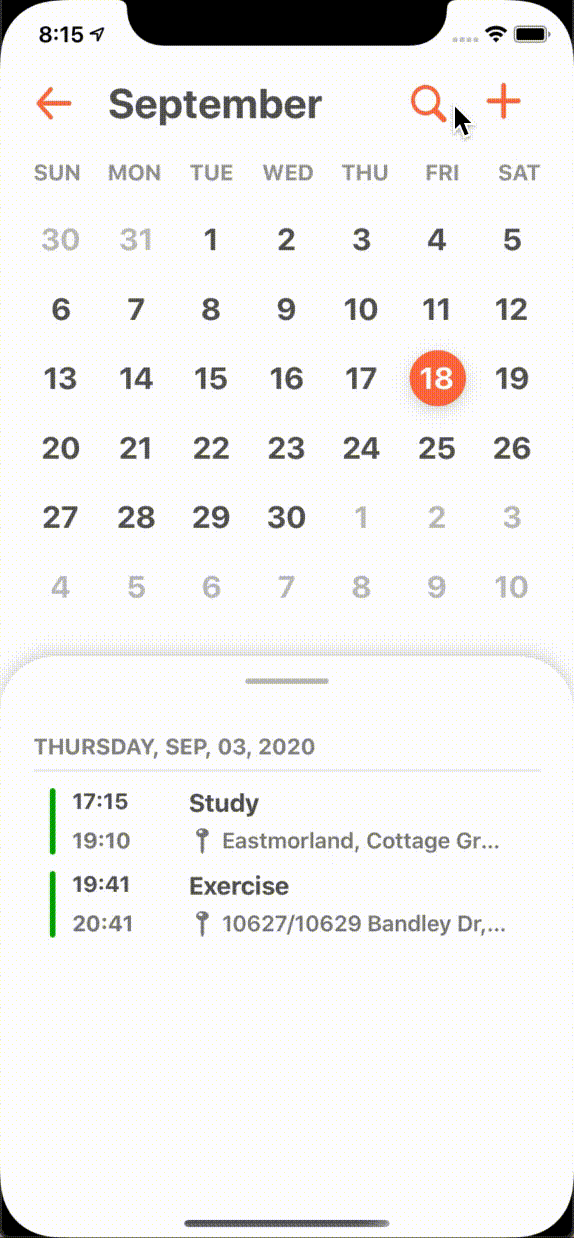 8:15
September
SUN MON TUE WED THU FRI SAT
30 31 1 2 3 4 5
6 7 8 9 10 11 12
13 14 15 16 17 18 19
20 21 22 23 24 25 26
27 28 29 30 1 2 3
4 5 6 7 8 9 10
THURSDAY, SEP, 03, 2020
17:15 Study
19:10 Eastmorland, Cottage Gr...
19:41 Exercise
20:41 10627/10629 Bandley Dr,...